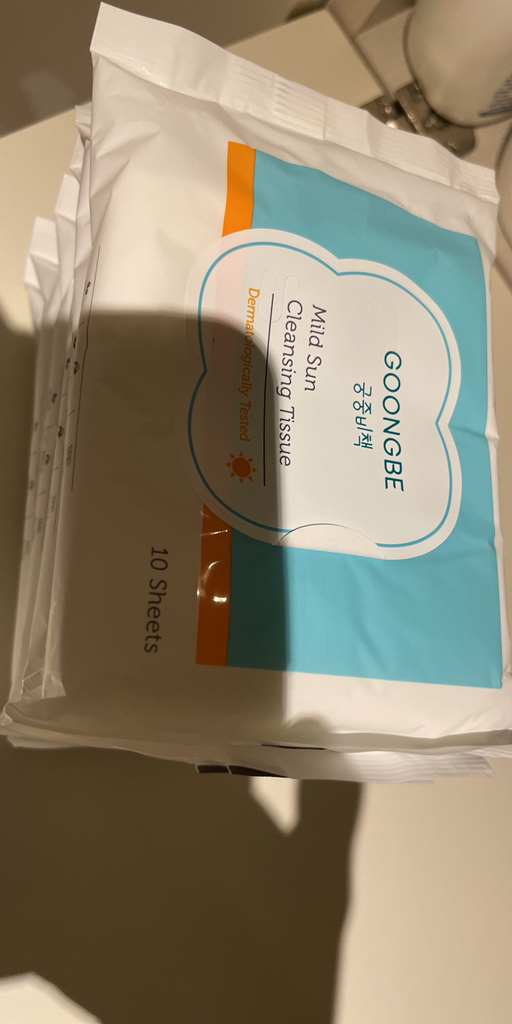 GOONGBE
궁중비책
Mild Sun
Cleansing Tissue
Dermatologically Tested
10 Sheets